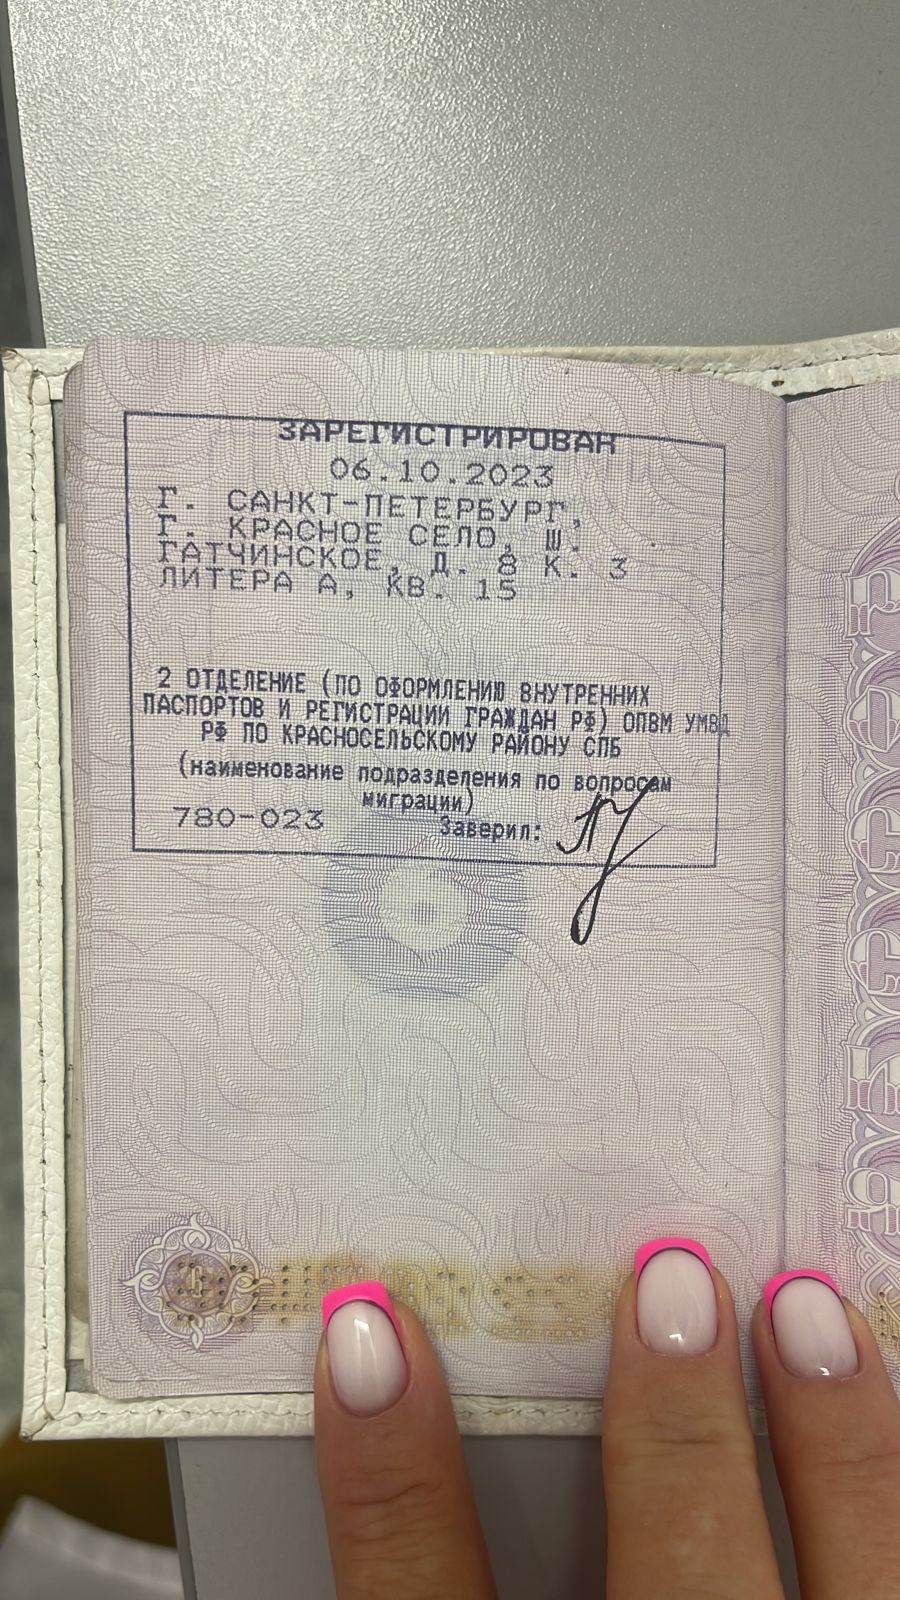 ЗАРЕГИСТРИРОВАН
06.10.2023
Г. САНКТ-ПЕТЕРБУРГ,
Г. КРАСНОЕ СЕЛО, Ш.
ГАТЧИНСКОЕ, Д. 8 К. 3
ЛИТЕРА А, КВ. 15
2 ОТДЕЛЕНИЕ (ПО ОФОРМЛЕНИЮ ВНУТРЕННИХ
ПАСПОРТОВ И РЕГИСТРАЦИИ ГРАЖДАН РФ) ОПВМ УМВД
РФ ПО КРАСНОСЕЛЬСКОМУ РАЙОНУ СПБ
(наименование подразделения по вопросам
миграции)
780-023 Заверил: